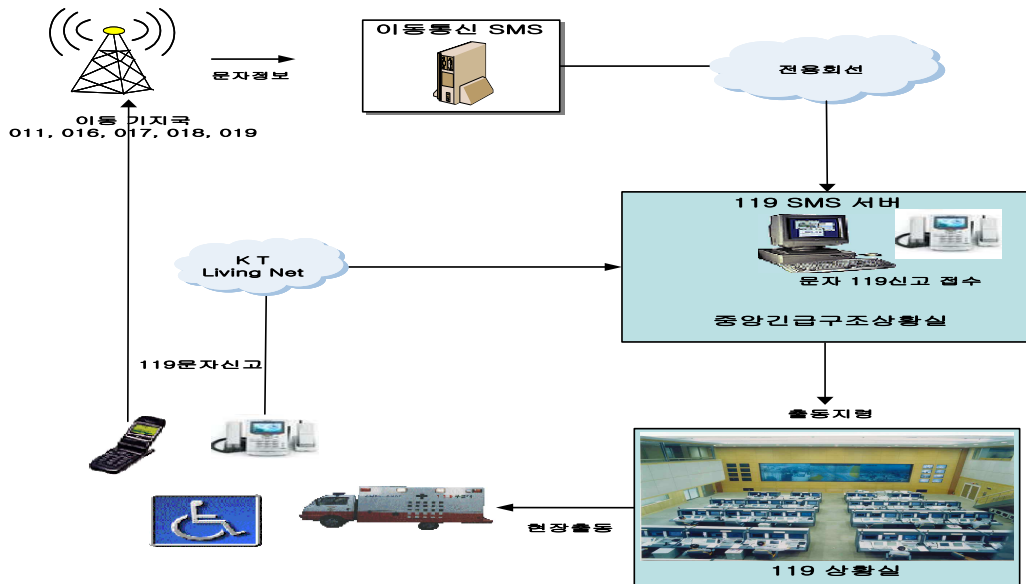 이동통신 SMS
문자정보
전용회선
이동 기지국
011, 016, 017, 018, 019
119 SMS 서버
문자 119신고 접수
중앙긴급구조상황실
K T
Living Net
119문자신고
출동지령
현장출동
119 상황실